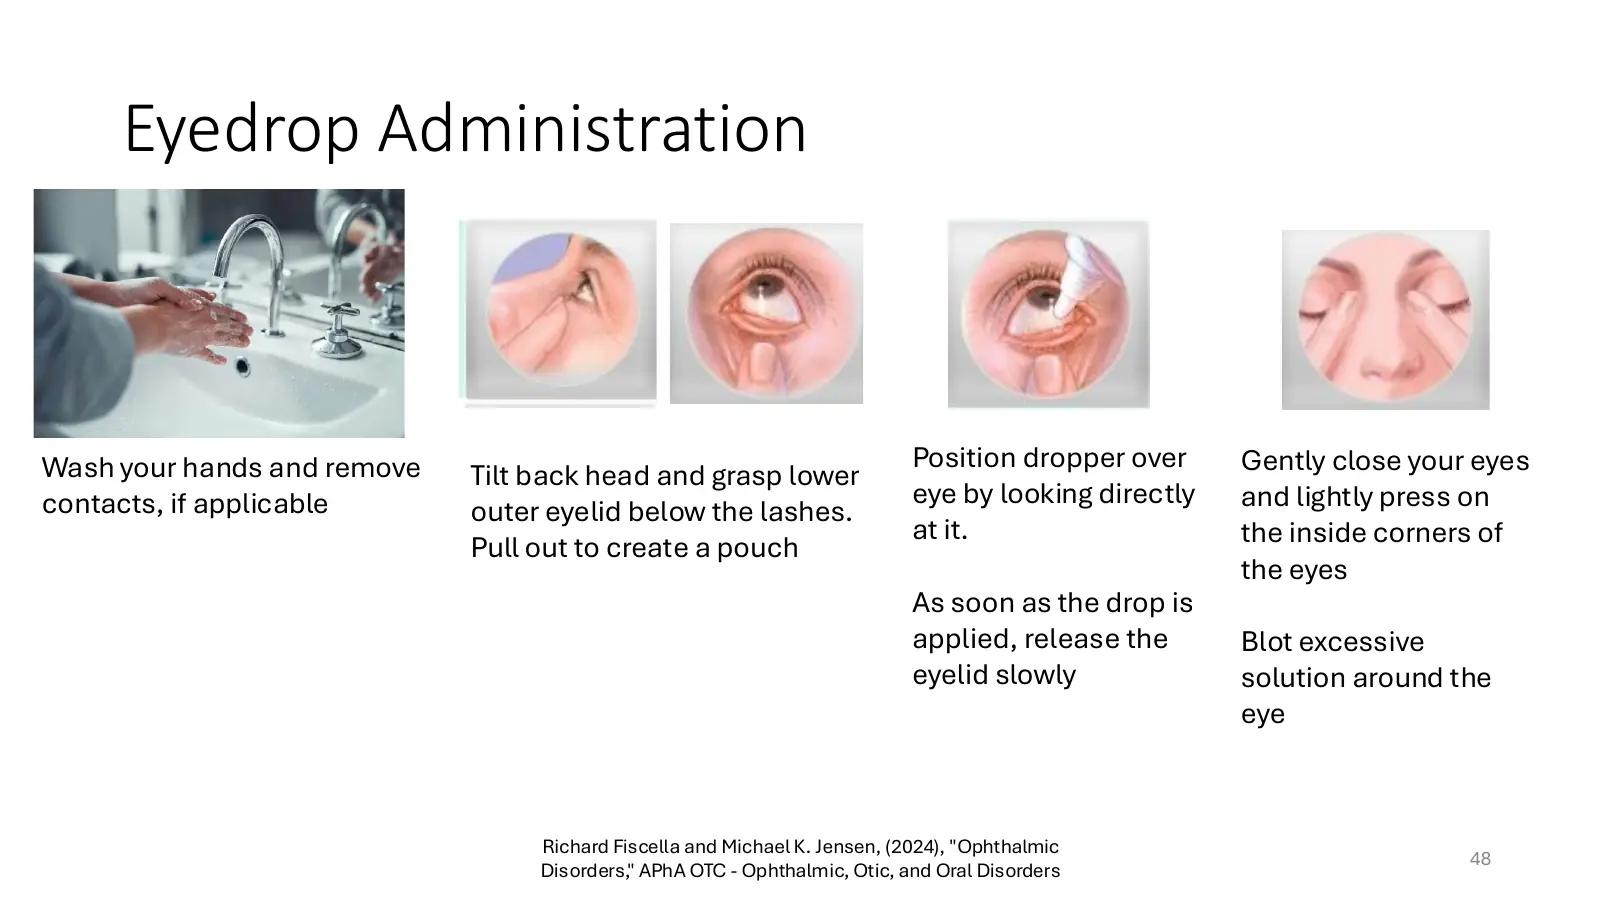 Eyedrop Administration
Wash your hands and remove
contacts, if applicable
Tilt back head and grasp lower
outer eyelid below the lashes.
Pull out to create a pouch
Position dropper over
eye by looking directly
at it.
As soon as the drop is
applied, release the
eyelid slowly
Gently close your eyes
and lightly press on
the inside corners of
the eyes
Blot excessive
solution around the
eye
Richard Fiscella and Michael K. Jensen, (2024), "Ophthalmic
Disorders," APhA OTC - Ophthalmic, Otic, and Oral Disorders
48